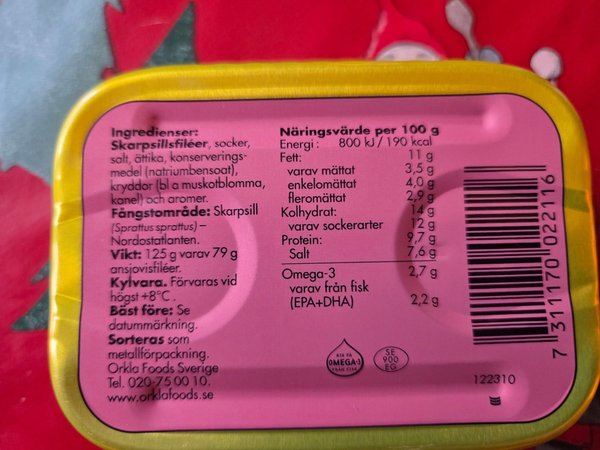 Ingredienser:
Skarpsillsfiléer, socker,
salt, ättika, konserverings-
medel (natriumbensoat),
kryddor (bl a muskotblomma,
kanel) och aromer.
Fångstområde: Skarpsill
(Sprattus sprattus) –
Nordostatlanten.
Vikt: 125 g varav 79 g
ansjovisfiléer.
Kylvara. Förvaras vid
högst +8°C.
Bäst före: Se
datummärkning.
Sorteras som
metallförpackning.
Orkla Foods Sverige
Tel. 020-75 00 10.
www.orklafoods.se
Näringsvärde per 100 g
Energi: 800 kJ/190 kcal
Fett: 11 g
varav mättat 3,5 g
enkelomättat 4,0 g
fleromättat 2,9 g
Kolhydrat: 14 g
varav sockerarter 12 g
Protein: 9,7 g
Salt 7,6 g
Omega-3 2,7 g
varav från fisk
(EPA+DHA) 2,2 g
OMEGA-3
FRÅN FISK
SE
900
EG
7 311170 022116
122310